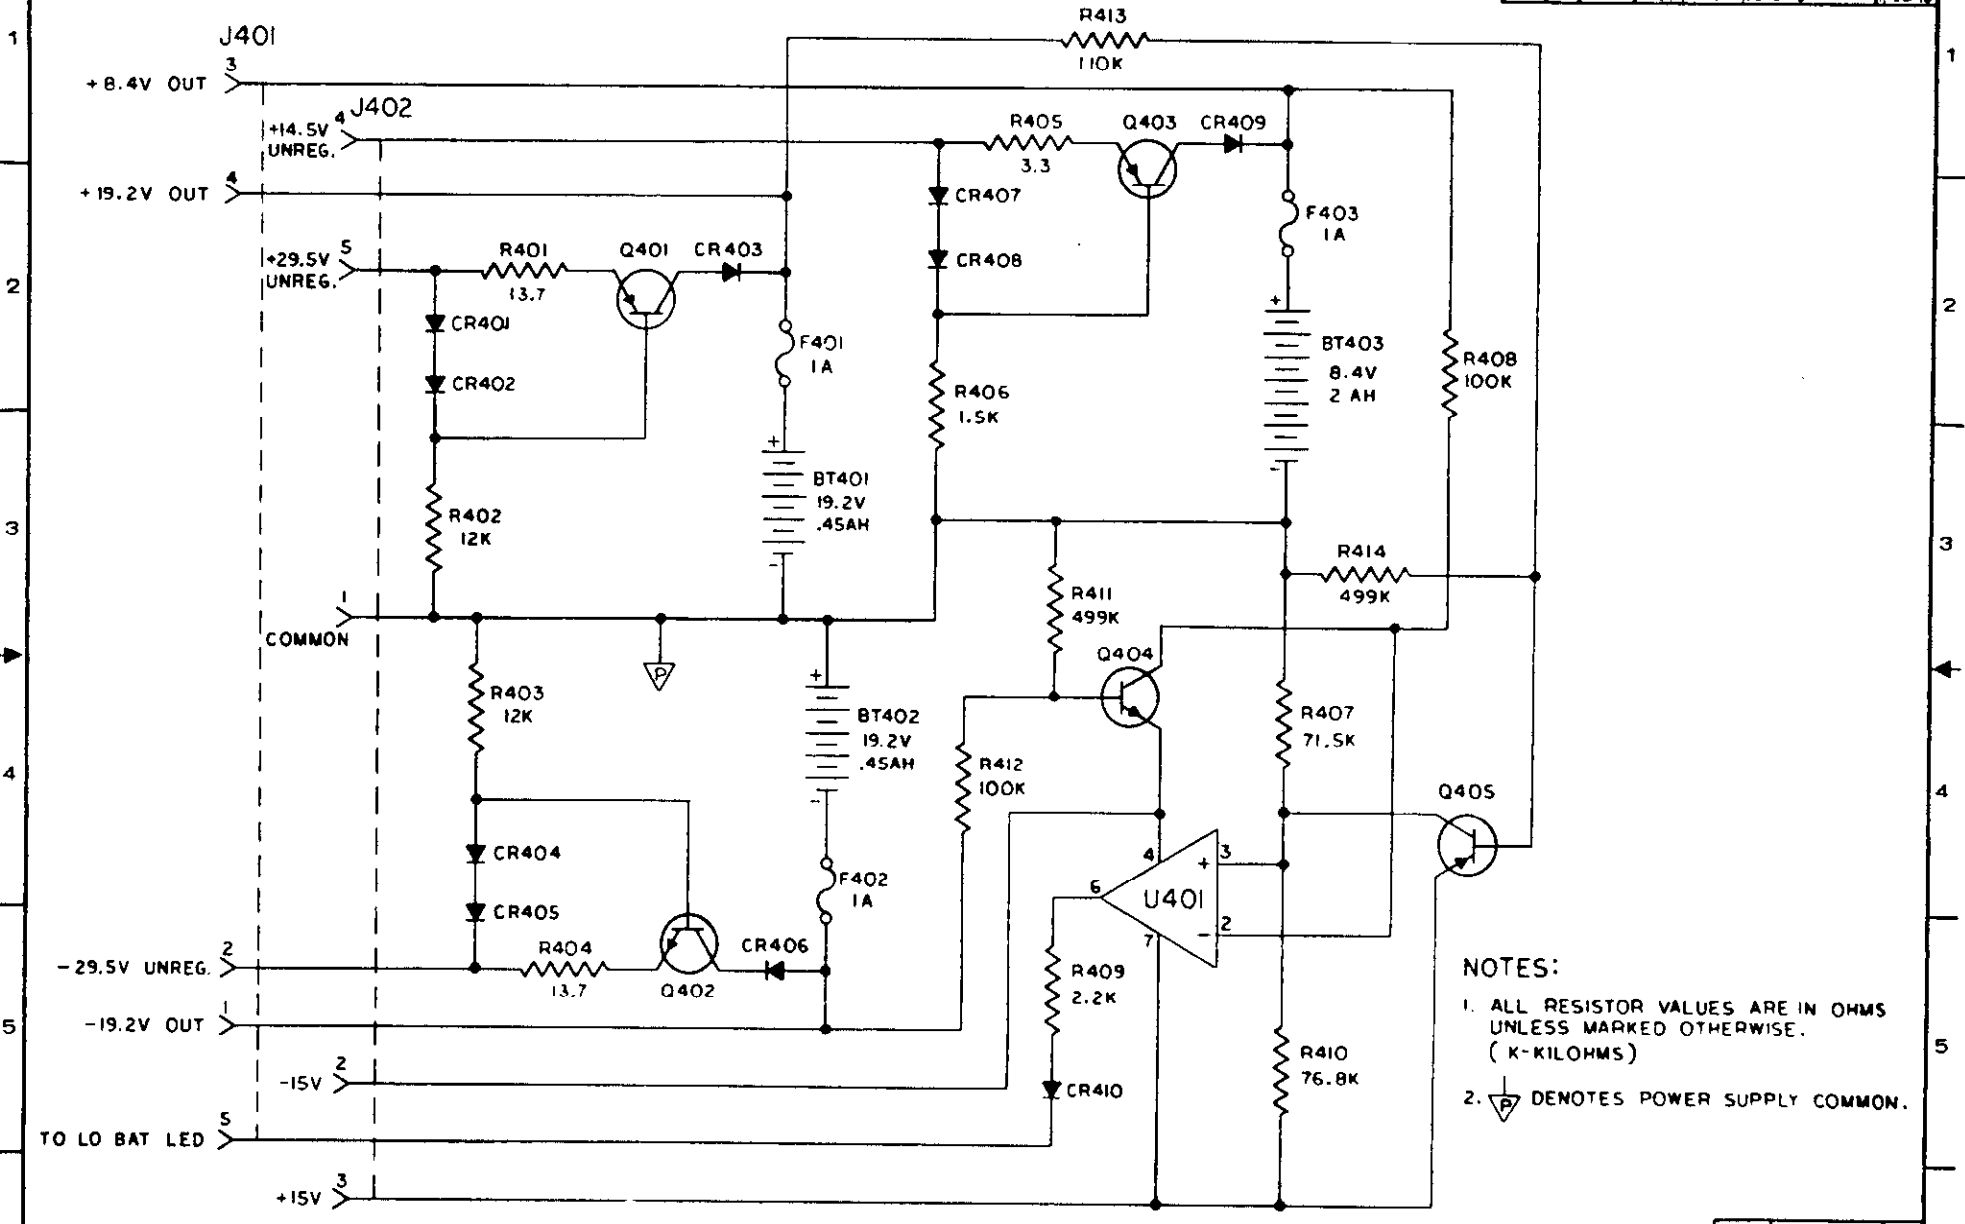 1
J401
3
+8.4V OUT
J402
4
+14.5V
UNREG.
4
+19.2V OUT
5
+29.5V
UNREG.
R401
13.7
Q401
CR403
CR401
CR402
F401
1A
R402
12K
+
BT401
19.2V
.45AH
-
R413
110K
R405
3.3
Q403
CR409
CR407
CR408
F403
1A
R406
1.5K
+
BT403
8.4V
2 AH
-
R408
100K
1
2
2
3
3
1
COMMON
P
R403
12K
+
BT402
19.2V
.45AH
-
R411
499K
R414
499K
Q404
R407
71.5K
R412
100K
Q405
4
4
CR404
CR405
F402
1A
4
3
+
6
U401
2
-
7
2
-29.5V UNREG.
R404
13.7
Q402
CR406
1
-19.2V OUT
R409
2.2K
R410
76.8K
CR410
2
-15V
5
TO LO BAT LED
3
+15V
5
5
NOTES:
1. ALL RESISTOR VALUES ARE IN OHMS
UNLESS MARKED OTHERWISE.
(K-KILOHMS)
2. P DENOTES POWER SUPPLY COMMON.